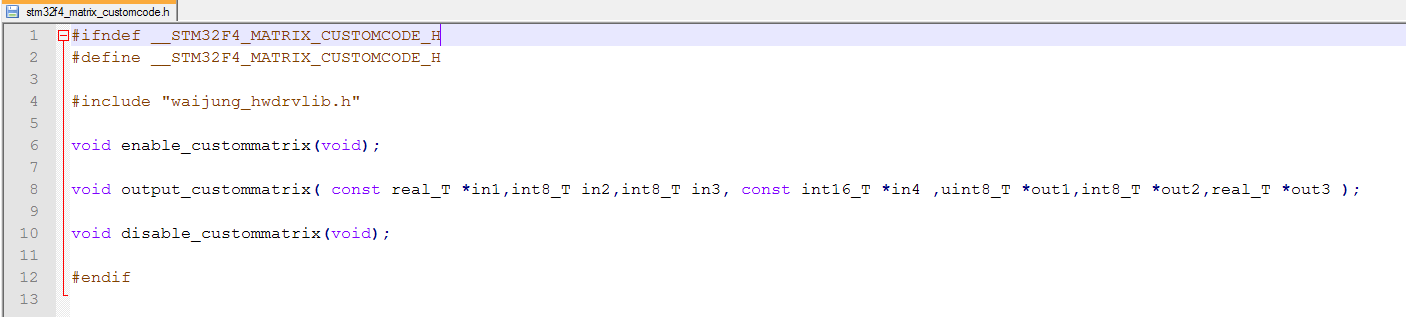 stm32f4_matrix_customcode.h
1 #ifndef __STM32F4_MATRIX_CUSTOMCODE_H
2 #define __STM32F4_MATRIX_CUSTOMCODE_H
3
4 #include "waijung_hwdrvlib.h"
5
6 void enable_custommatrix(void);
7
8 void output_custommatrix( const real_T *in1,int8_T in2,int8_T in3, const int16_T *in4 ,uint8_T *out1,int8_T *out2,real_T *out3 );
9
10 void disable_custommatrix(void);
11
12 #endif
13